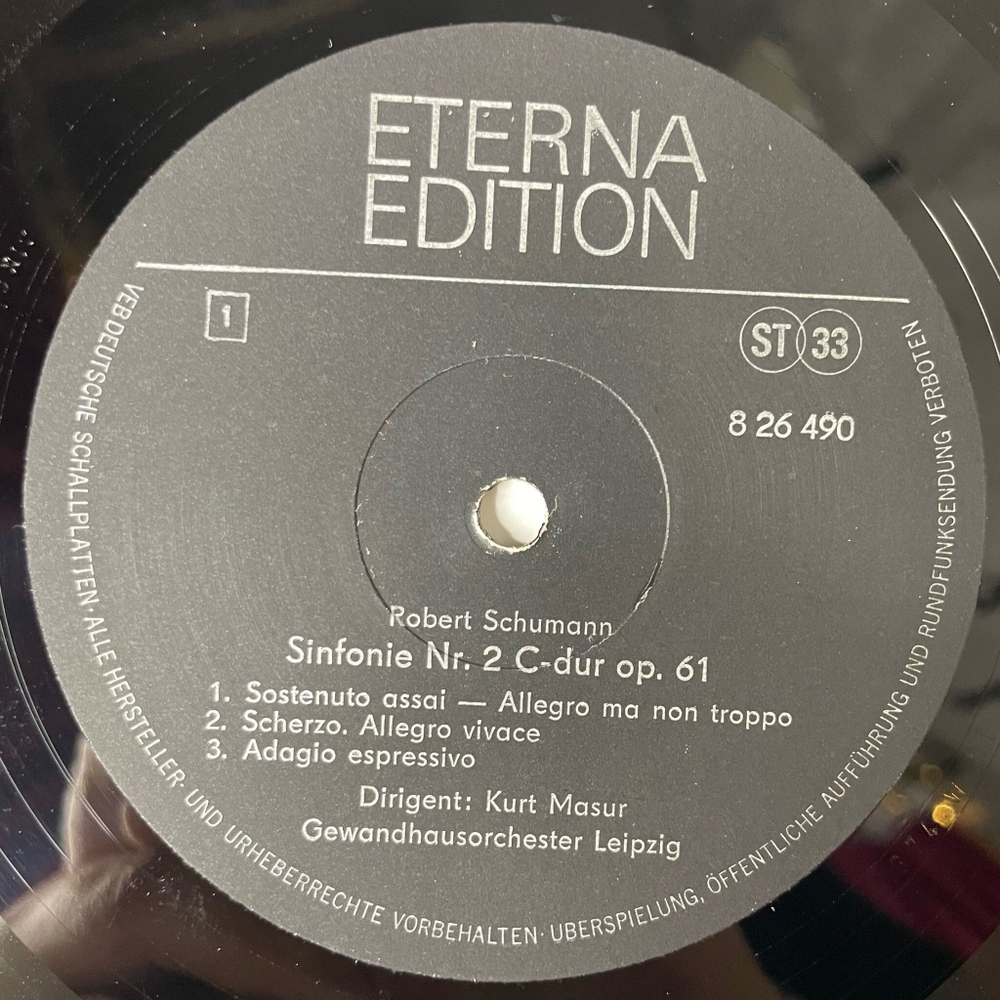 ETERNA
EDITION
1
ST 33
8 26 490
Robert Schumann
Sinfonie Nr. 2 C-dur op. 61
1. Sostenuto assai — Allegro ma non troppo
2. Scherzo. Allegro vivace
3. Adagio espressivo
Dirigent: Kurt Masur
Gewandhausorchester Leipzig
VEB DEUTSCHE SCHALLPLATTEN · ALLE HERSTELLER- UND URHEBERRECHTE VORBEHALTEN · ÜBERSPIELUNG, ÖFFENTLICHE AUFFÜHRUNG UND RUNDFUNKSENDUNG VERBOTEN